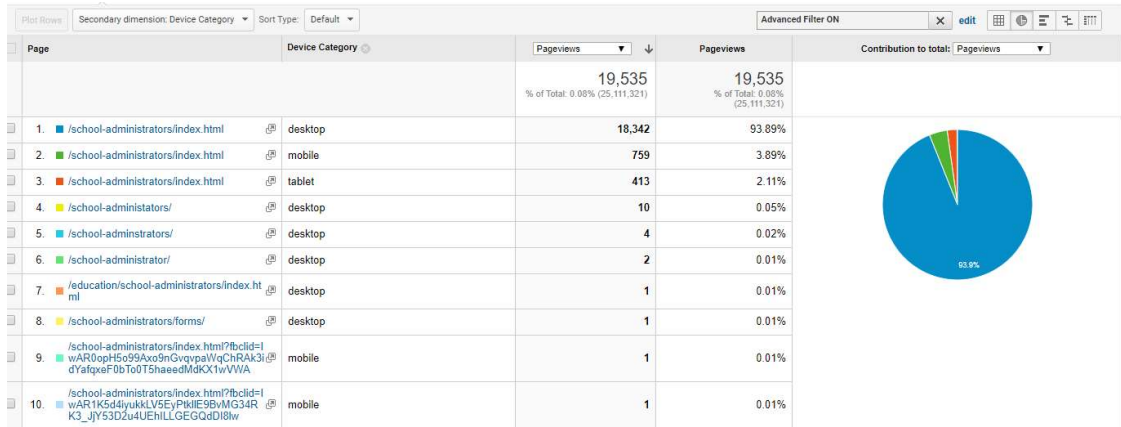 Plot Rows Secondary dimension: Device Category Sort Type: Default Advanced Filter ON edit
Page Device Category Pageviews Pageviews Contribution to total: Pageviews
19,535 19,535
% of Total: 0.08% (25,111,321) % of Total: 0.08%
(25,111,321)
1. /school-administrators/index.html desktop 18,342 93.89%
2. /school-administrators/index.html mobile 759 3.89%
3. /school-administrators/index.html tablet 413 2.11%
4. /school-administators/ desktop 10 0.05%
5. /school-adminstrators/ desktop 4 0.02%
6. /school-administrator/ desktop 2 0.01%
7. /education/school-administrators/index.ht
ml desktop 1 0.01%
8. /school-administrators/forms/ desktop 1 0.01%
9. /school-administrators/index.html?fbclid=I
wAR0opH5o99Axo9nGvqvpaWqChRAk3i
dYafqxeF0bTo0T5haeedMdKX1wVWA mobile 1 0.01%
10. /school-administrators/index.html?fbclid=I
wAR1K5d4iyukkLV5EyPtkllE9BvMG34R
K3_JjY53D2u4UEhILLGEGQdDI8lw mobile 1 0.01%
93.9%